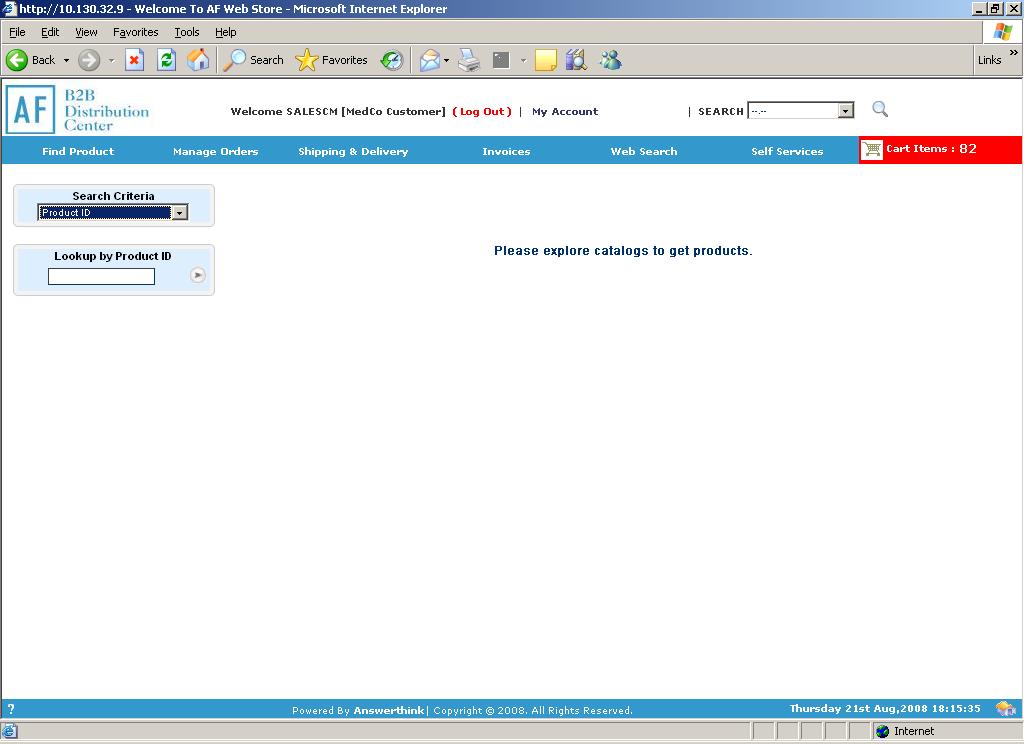 http://10.130.32.9 - Welcome To AF Web Store - Microsoft Internet Explorer
File Edit View Favorites Tools Help
Back Search Favorites Links »
AF B2B
Distribution
Center
Welcome SALESCM [MedCo Customer] ( Log Out ) | My Account | SEARCH --.--
Find Product Manage Orders Shipping & Delivery Invoices Web Search Self Services Cart Items : 82
Search Criteria
Product ID
Please explore catalogs to get products.
Lookup by Product ID
? Powered By Answerthink| Copyright © 2008. All Rights Reserved. Thursday 21st Aug,2008 18:15:35
Internet